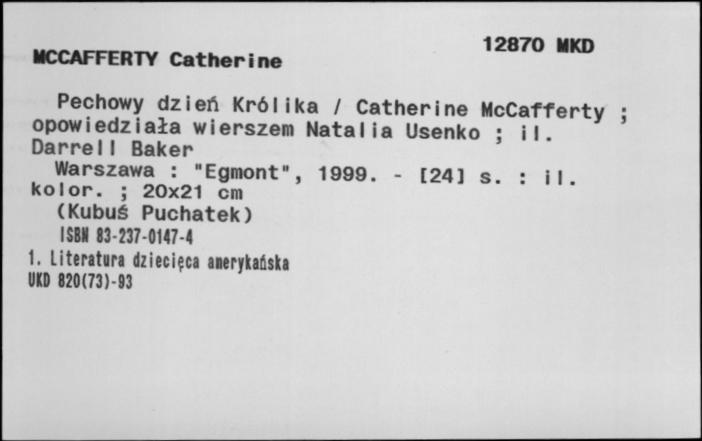 12870 MKD
MCCAFFERTY Catherine
Pechowy dzień Królika / Catherine McCafferty ;
opowiedziała wierszem Natalia Usenko ; il.
Darrell Baker
Warszawa : "Egmont", 1999. - [24] s. : il.
kolor. ; 20x21 cm
(Kubuś Puchatek)
ISBN 83-237-0147-4
1. Literatura dziecięca amerykańska
UKD 820(73)-93